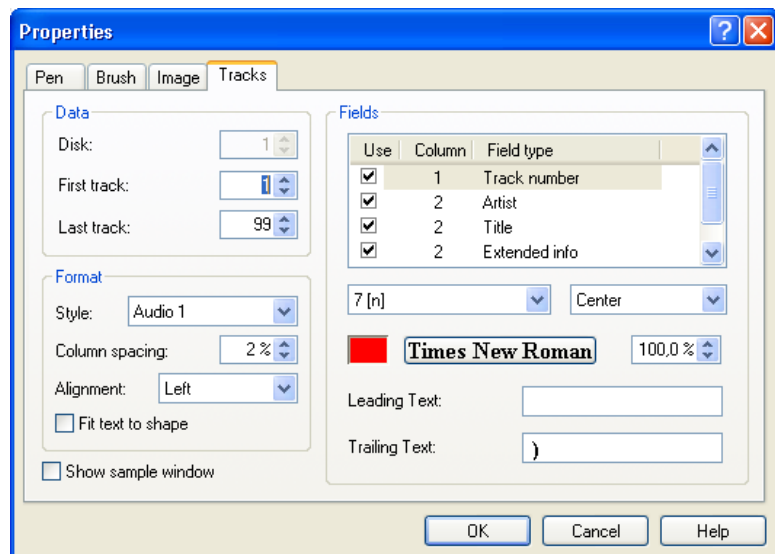 Properties
Pen Brush Image Tracks
Data
Disk: 1
First track: 1
Last track: 99
Format
Style: Audio 1
Column spacing: 2 %
Alignment: Left
Fit text to shape
Show sample window
Fields
Use Column Field type
1 Track number
2 Artist
2 Title
2 Extended info
7 [n] Center
Times New Roman 100,0 %
Leading Text:
Trailing Text: )
OK Cancel Help